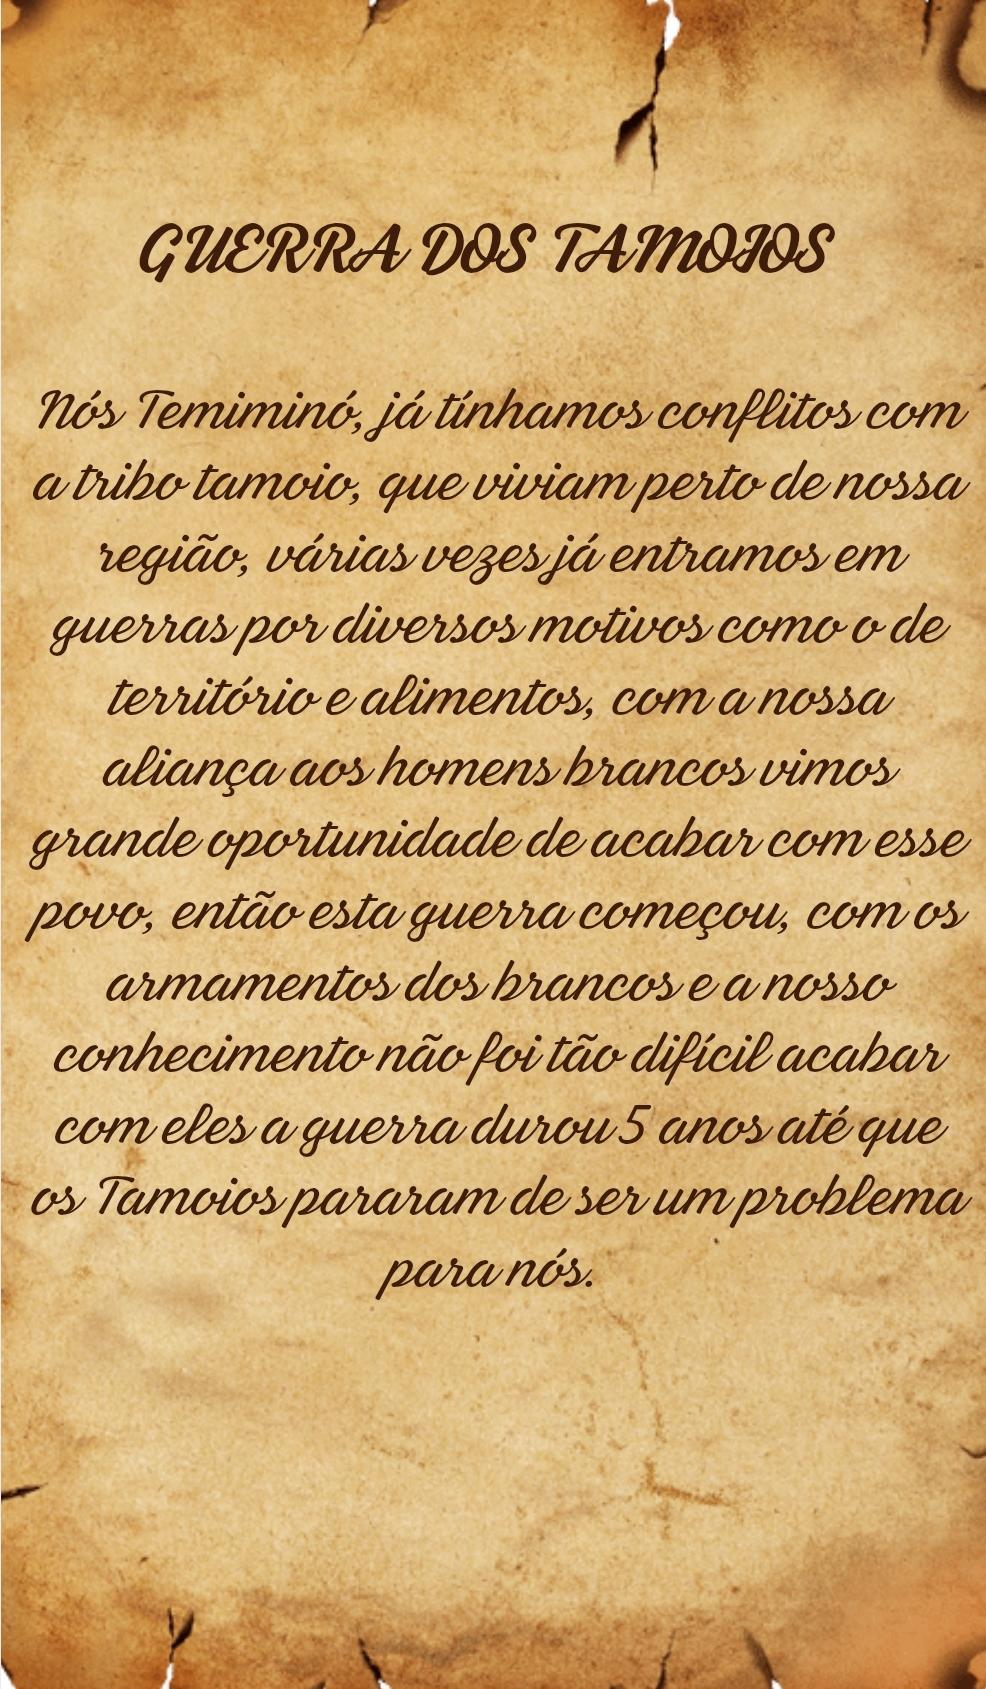 GUERRA DOS TAMOIOS
Nós Temiminó, já tínhamos conflitos com
a tribo tamoio, que viviam perto de nossa
região, várias vezes já entramos em
guerras por diversos motivos como o de
território e alimentos, com a nossa
aliança aos homens brancos vimos
grande oportunidade de acabar com esse
povo, então esta guerra começou, com os
armamentos dos brancos e a nosso
conhecimento não foi tão difícil acabar
com eles a guerra durou 5 anos até que
os Tamoios pararam de ser um problema
para nós.